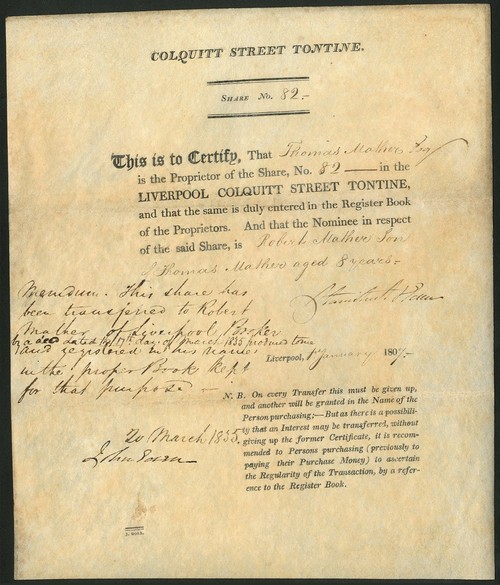 COLQUITT STREET TONTINE.
SHARE No. 82.-
This is to Certify, That Thomas Mather Esq
is the Proprietor of the Share, No. 82 — in the
LIVERPOOL COLQUITT STREET TONTINE,
and that the same is duly entered in the Register Book
of the Proprietors. And that the Nominee in respect
of the said Share, is Robert Mather Son
of Thomas Mather aged 8 years.-
Memdum. This share has
been transferred to Robert
Mather of Liverpool Broker
by a deed dated 17th day of March 1835 produced to me
and registered in his name
in the proper Book kept
for that purpose —
Liverpool, January 1807.-
20 March 1835.
N. B. On every Transfer this must be given up,
and another will be granted in the Name of the
Person purchasing;—But as there is a possibili-
ty that an Interest may be transferred, without
giving up the former Certificate, it is recom-
mended to Persons purchasing (previously to
paying their Purchase Money) to ascertain
the Regularity of the Transaction, by a refer-
ence to the Register Book.